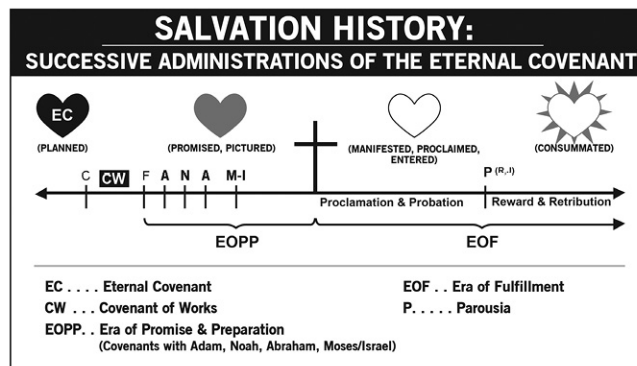 SALVATION HISTORY:
SUCCESSIVE ADMINISTRATIONS OF THE ETERNAL COVENANT
EC
(PLANNED)
(PROMISED, PICTURED)
(MANIFESTED, PROCLAIMED,
ENTERED)
(CONSUMMATED)
C CW F A N A M-I P (R,J)
Proclamation & Probation Reward & Retribution
EOPP EOF
EC . . . . Eternal Covenant
CW . . . Covenant of Works
EOPP. . Era of Promise & Preparation
(Covenants with Adam, Noah, Abraham, Moses/Israel)
EOF . . Era of Fulfillment
P. . . . . Parousia